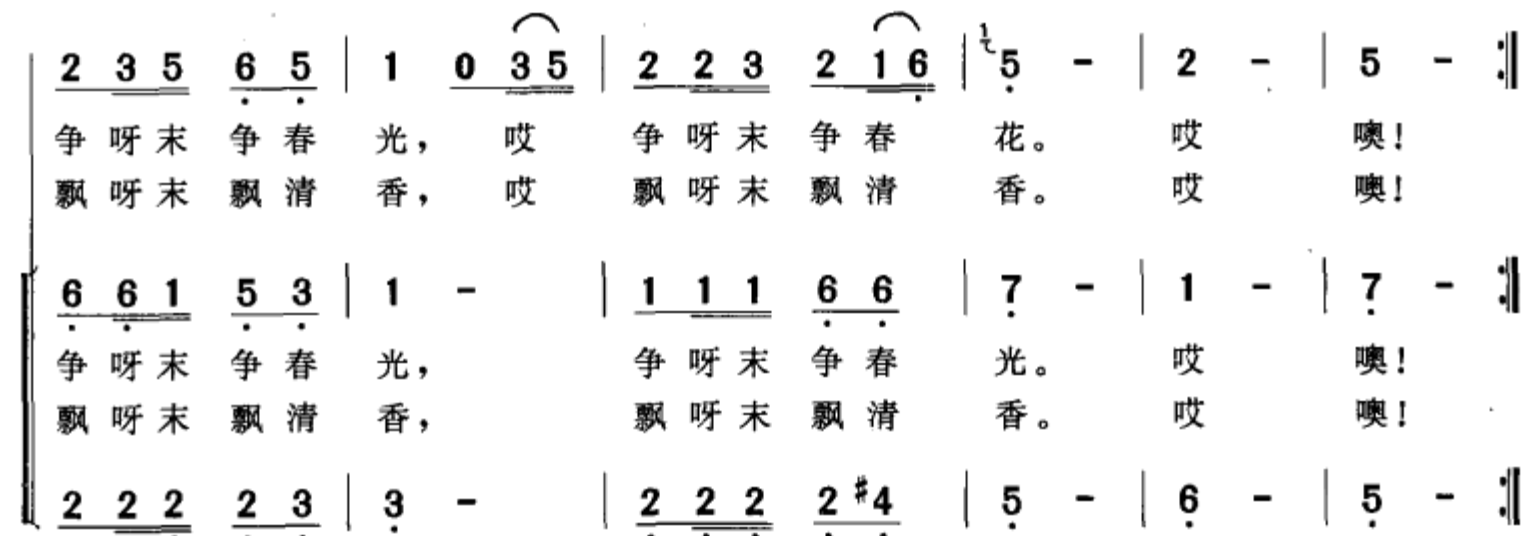 2 3 5 6 5 | 1 0 3 5 | 2 2 3 2 1 6 | 1 5 - | 2 - | 5 - :|
争 呀 末 争 春 光， 哎 争 呀 末 争 春 花。 哎 噢！
飘 呀 末 飘 清 香， 哎 飘 呀 末 飘 清 香。 哎 噢！
6 6 1 5 3 | 1 - | 1 1 1 6 6 | 7 - | 1 - | 7 - :|
争 呀 末 争 春 光， 争 呀 末 争 春 光。 哎 噢！
飘 呀 末 飘 清 香， 飘 呀 末 飘 清 香。 哎 噢！
2 2 2 2 3 | 3 - | 2 2 2 2 #4 | 5 - | 6 - | 5 - :|